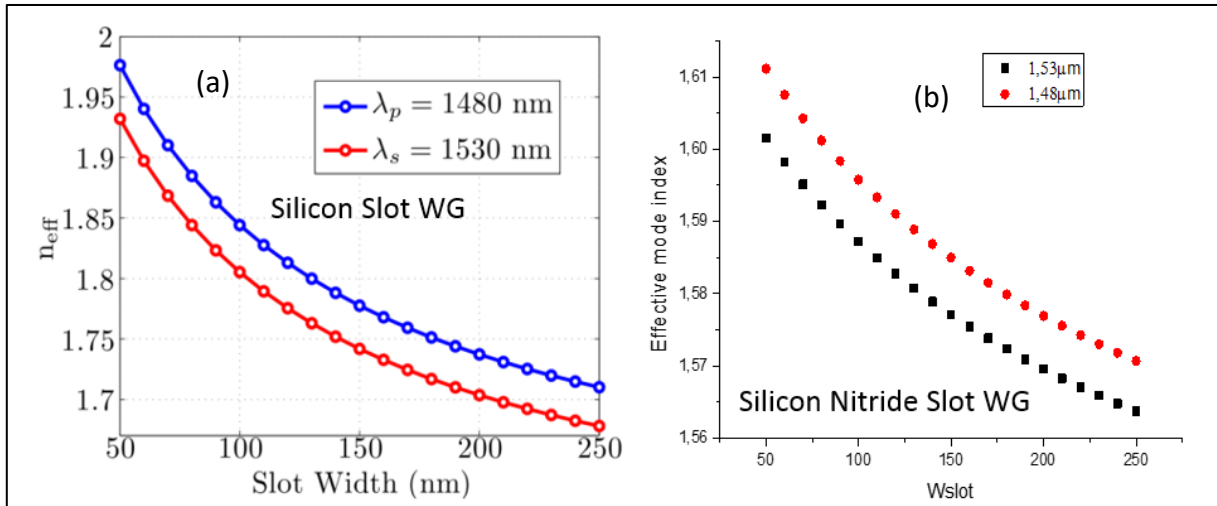 (a)
λp = 1480 nm
λs = 1530 nm
Silicon Slot WG
neff
2
1.95
1.9
1.85
1.8
1.75
1.7
50 100 150 200 250
Slot Width (nm)
(b)
1,53µm
1,48µm
Effective mode index
1,61
1,60
1,59
1,58
1,57
1,56
Silicon Nitride Slot WG
50 100 150 200 250
Wslot